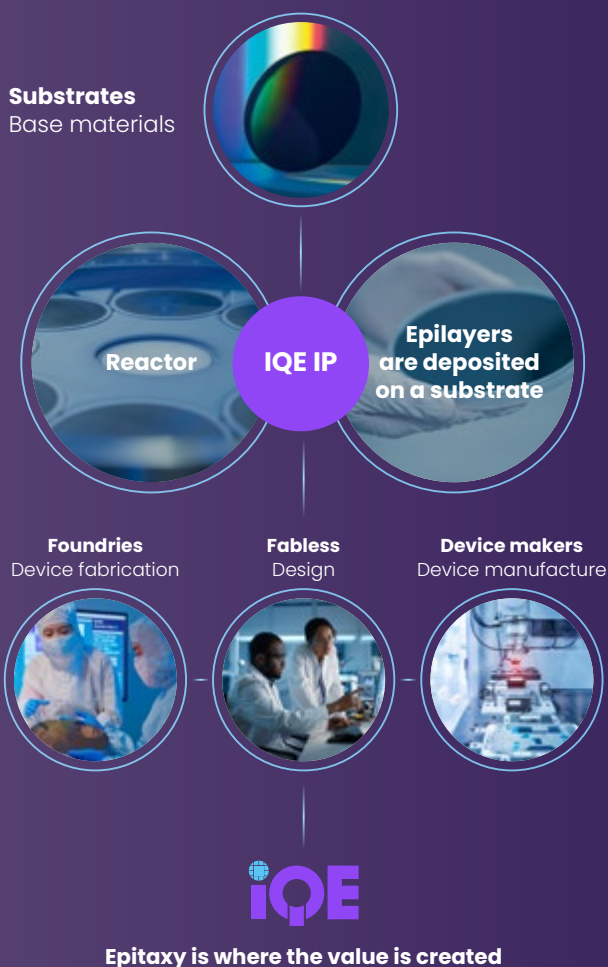 Substrates
Base materials
Reactor
IQE IP
Epilayers
are deposited
on a substrate
Foundries
Device fabrication
Fabless
Design
Device makers
Device manufacture
iQE
Epitaxy is where the value is created